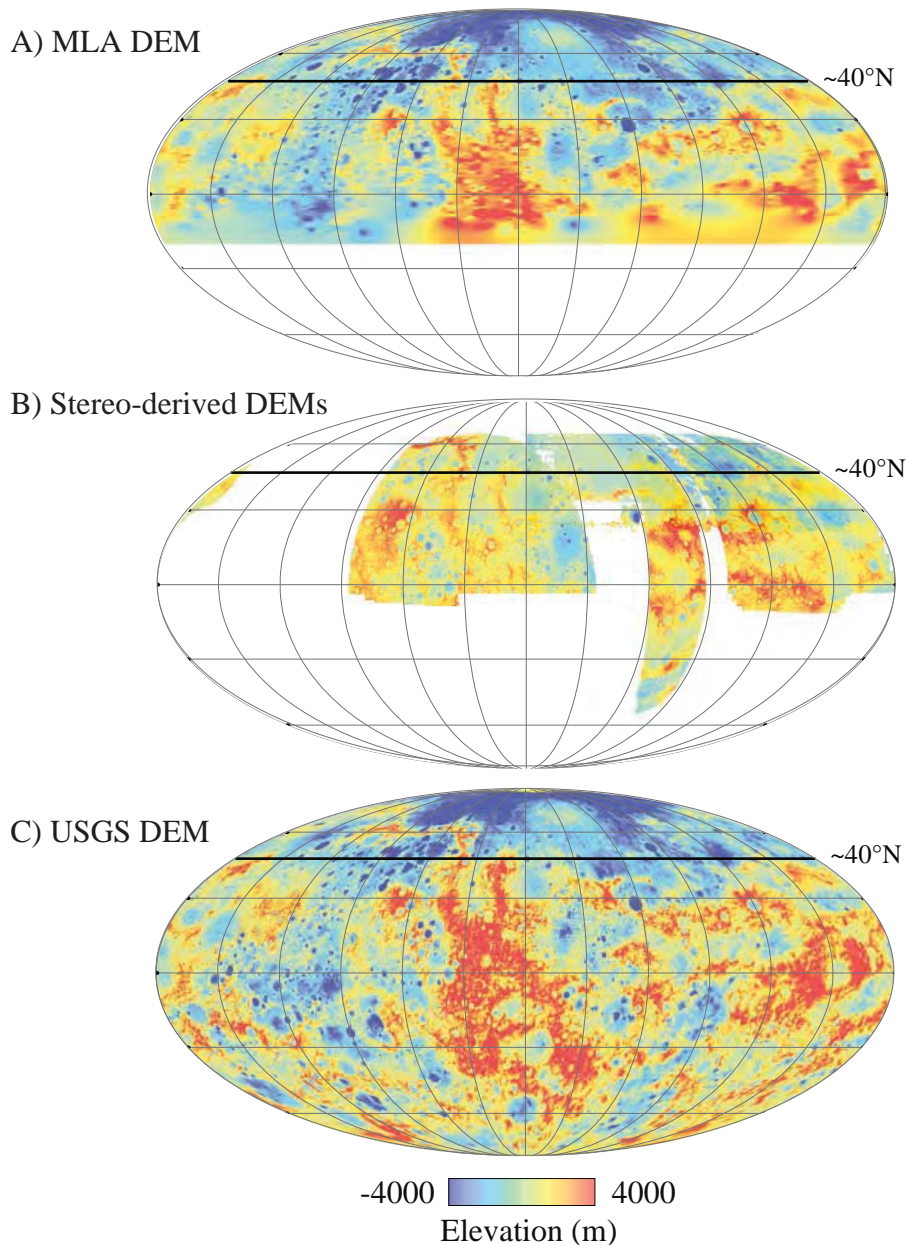 A) MLA DEM
~40°N
B) Stereo-derived DEMs
~40°N
C) USGS DEM
~40°N
-4000 4000
Elevation (m)